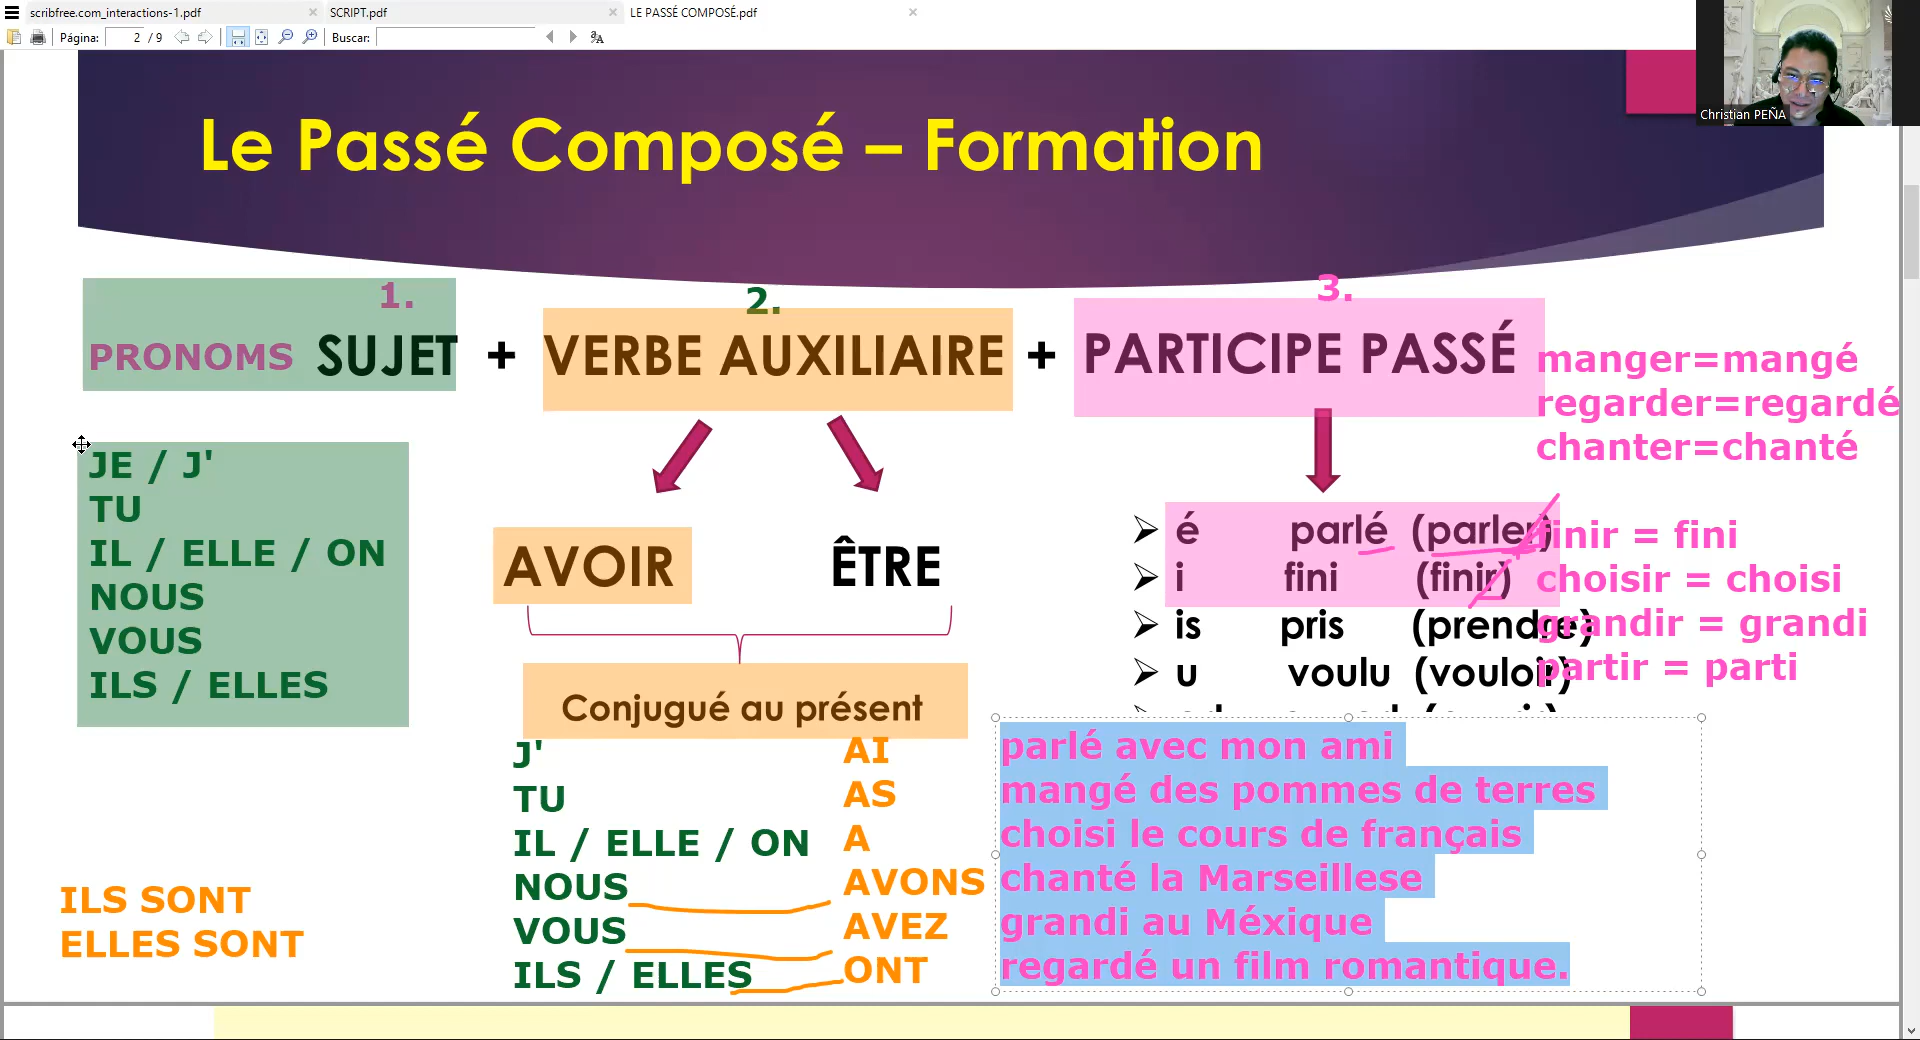 scribfree.com_interactions-1.pdf
SCRIPT.pdf
LE PASSÉ COMPOSÉ.pdf
Página: 2 / 9
Buscar:
Christian PEÑA
Le Passé Composé – Formation
1.
2.
3.
PRONOMS SUJET + VERBE AUXILIAIRE + PARTICIPE PASSÉ
manger=mangé
regarder=regardé
chanter=chanté
JE / J'
TU
IL / ELLE / ON
NOUS
VOUS
ILS / ELLES
AVOIR
ÊTRE
Conjugué au présent
é parlé (parler)
i fini (finir)
is pris (prendre)
u voulu (vouloir)
finir = fini
choisir = choisi
grandir = grandi
partir = parti
J' AI parlé avec mon ami
TU AS mangé des pommes de terres
IL / ELLE / ON A choisi le cours de français
NOUS AVONS chanté la Marseillese
VOUS AVEZ grandi au Méxique
ILS / ELLES ONT regardé un film romantique.
ILS SONT
ELLES SONT